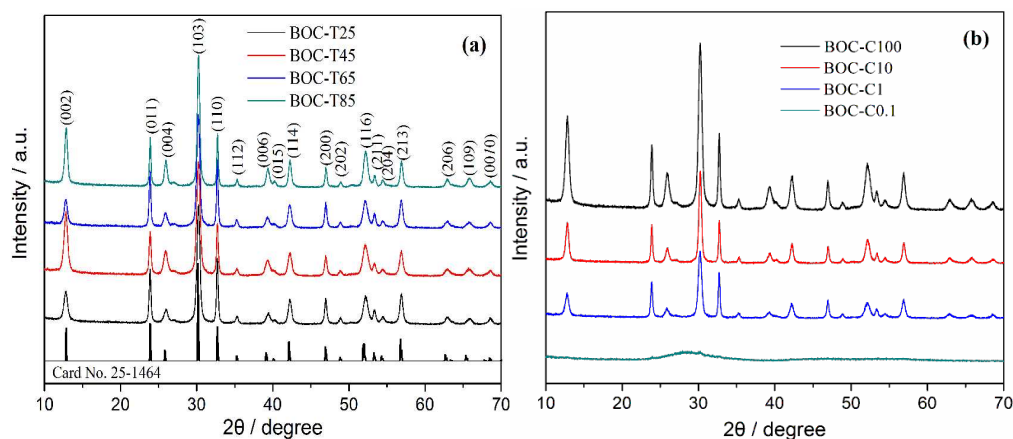 (a)
BOC-T25
BOC-T45
BOC-T65
BOC-T85
(002)
(011)
(004)
(103)
(110)
(112)
(006)
(015)
(114)
(200)
(202)
(116)
(211)
(204)
(213)
(206)
(109)
(0070)
Card No. 25-1464
Intensity / a.u.
10 20 30 40 50 60 70
2θ / degree
(b)
BOC-C100
BOC-C10
BOC-C1
BOC-C0.1
Intensity / a.u.
10 20 30 40 50 60 70
2θ / degree